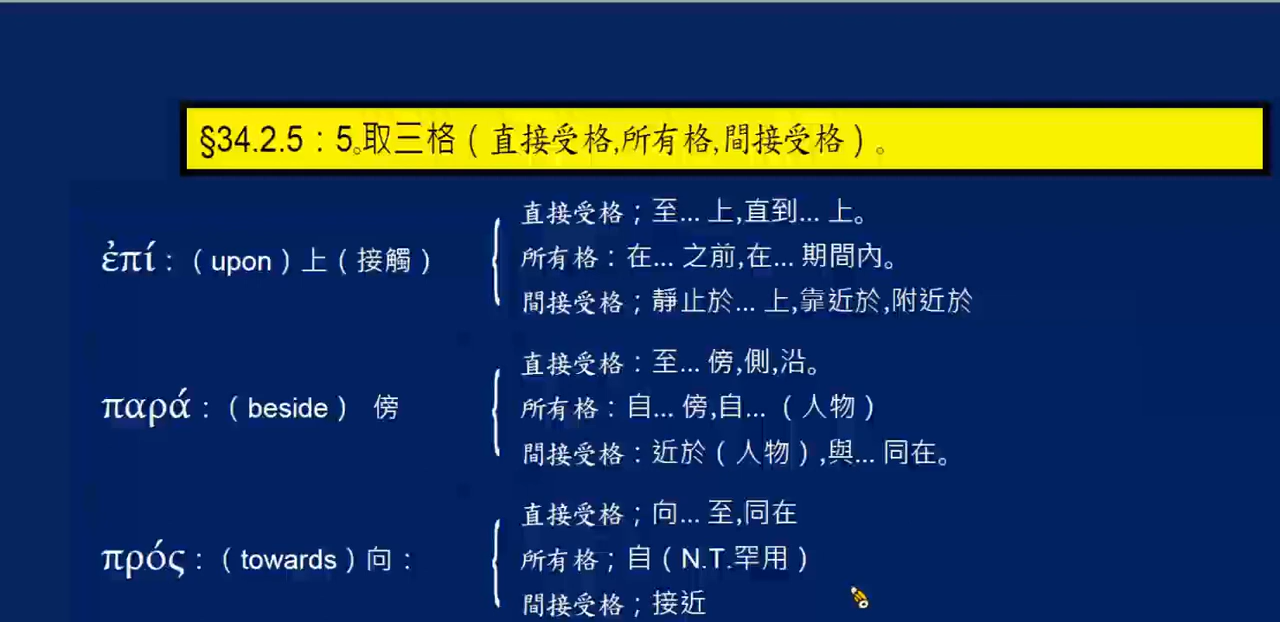 §34.2.5：5。取三格（直接受格,所有格,間接受格）。
ἐπί：（upon）上（接觸）
直接受格；至... 上,直到... 上。
所有格：在... 之前,在... 期間內。
間接受格；靜止於... 上,靠近於,附近於
παρά：（beside） 傍
直接受格：至... 傍,側,沿。
所有格：自... 傍,自... （人物）
間接受格：近於（人物）,與... 同在。
πρός：（towards）向：
直接受格；向... 至,同在
所有格；自（N.T.罕用）
間接受格；接近